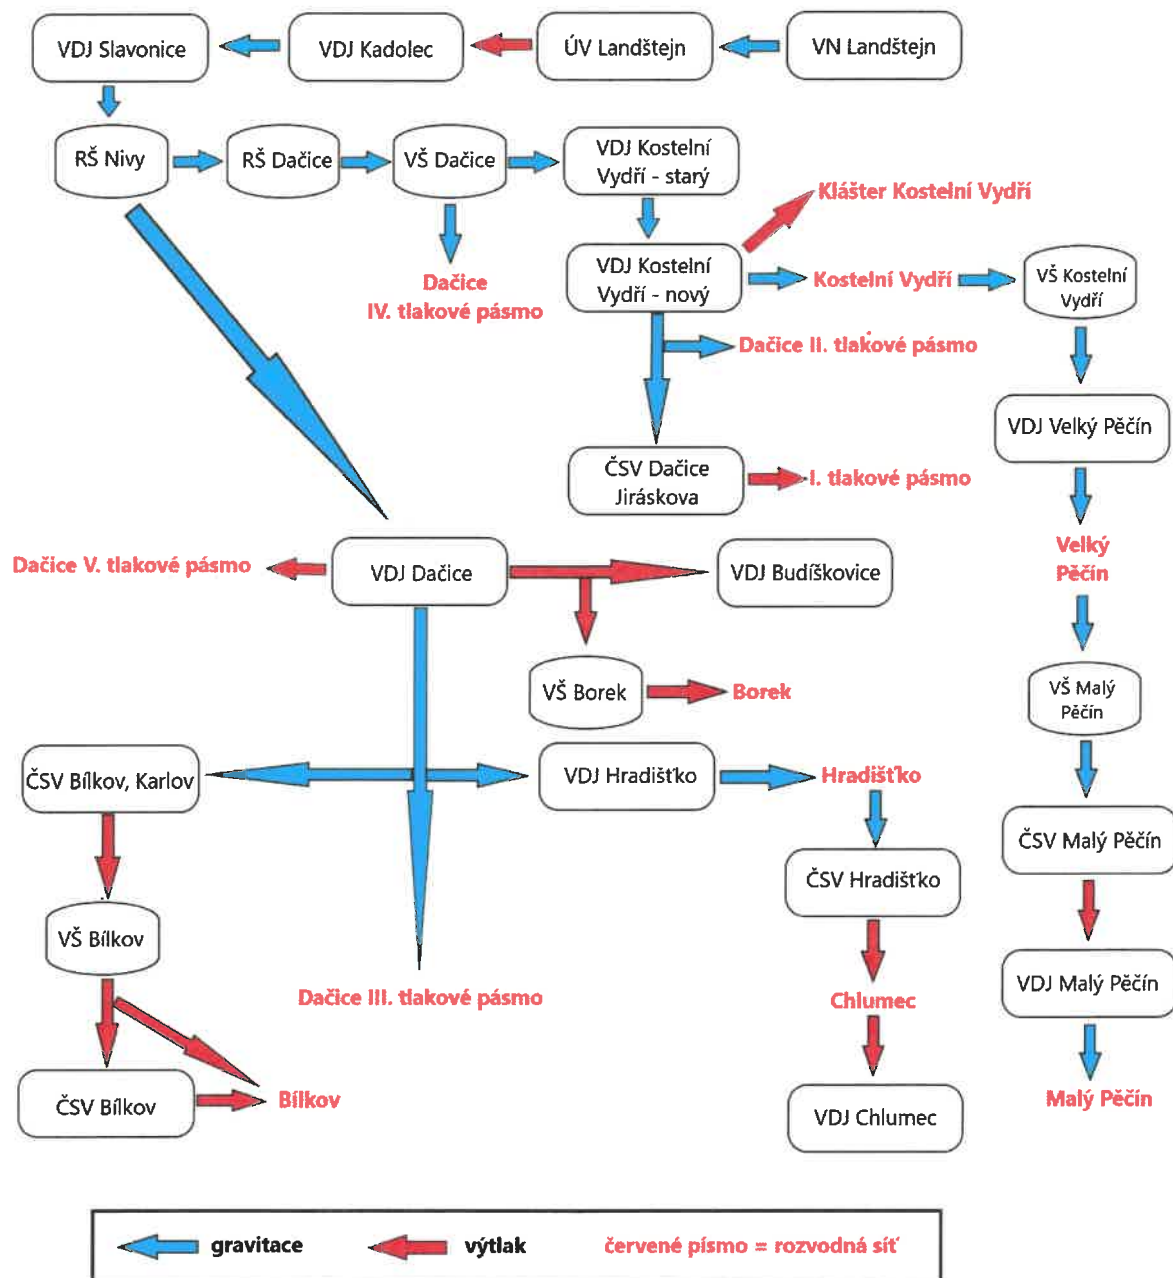 VDJ Slavonice
VDJ Kadolec
ÚV Landštejn
VN Landštejn
RŠ Nivy
RŠ Dačice
VŠ Dačice
VDJ Kostelní
Vydří - starý
Klášter Kostelní Vydří
Dačice
IV. tlakové pásmo
VDJ Kostelní
Vydří - nový
Kostelní Vydří
VŠ Kostelní
Vydří
Dačice II. tlakové pásmo
VDJ Velký Pěčín
ČSV Dačice
Jiráskova
I. tlakové pásmo
Velký
Pěčín
Dačice V. tlakové pásmo
VDJ Dačice
VDJ Budíškovice
VŠ Borek
Borek
VŠ Malý
Pěčín
ČSV Bílkov, Karlov
VDJ Hradišťko
Hradišťko
ČSV Malý Pěčín
ČSV Hradišťko
VŠ Bílkov
Dačice III. tlakové pásmo
Chlumec
VDJ Malý Pěčín
ČSV Bílkov
Bílkov
VDJ Chlumec
Malý Pěčín
gravitace
výtlak
červené písmo = rozvodná síť